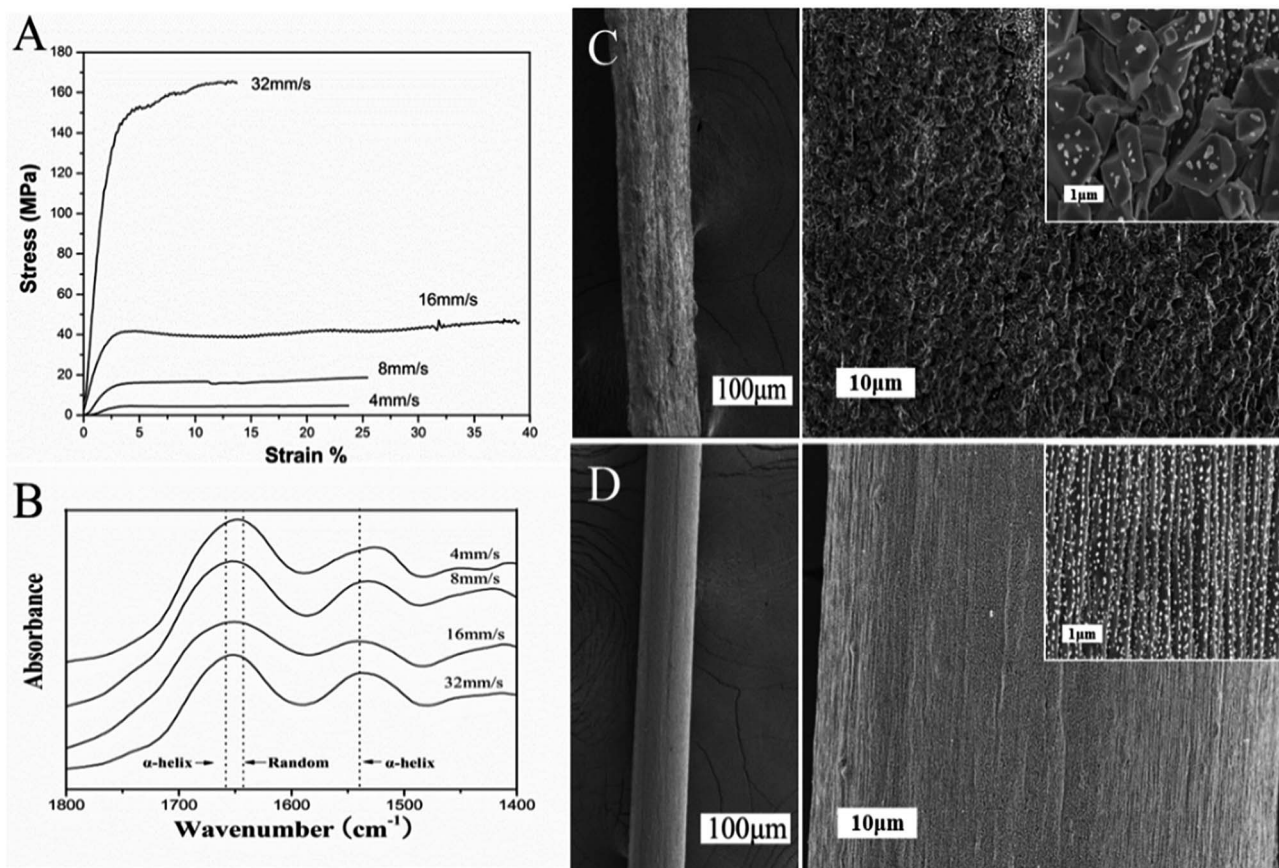 A
180
160
140
120
100
80
60
40
20
0
Stress (MPa)
32mm/s
16mm/s
8mm/s
4mm/s
0 5 10 15 20 25 30 35 40
Strain %
B
Absorbance
4mm/s
8mm/s
16mm/s
32mm/s
α-helix Random α-helix
1800 1700 1600 1500 1400
Wavenumber (cm⁻¹)
C
100μm
10μm
1μm
D
100μm
10μm
1μm